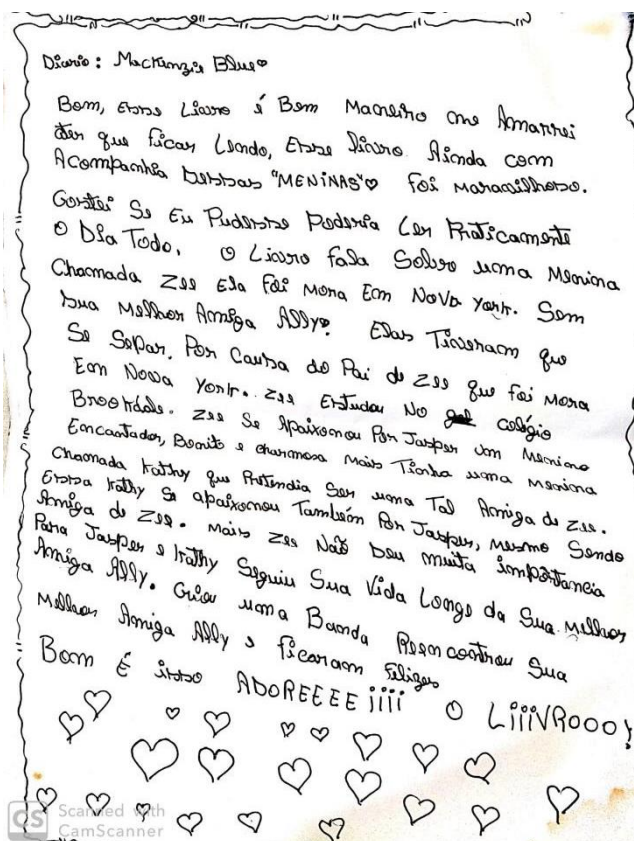 Diario: Mackenzie Blue♡
Bom, Esse Livro é Bem Maneiro me Amarrei
ter que ficar Lendo, Esse livro. Ainda com
Acompanhia dessas "MENiNAS"♡ foi maravilhoso.
Gostei Se Eu Pudesse Poderia Ler Praticamente
o Dia Todo. O Livro fala Sobre uma Menina
Chamada Zee Ela foi Mora Em Nova York. Sem
sua Melhor Amiga Ally♡. Elas Tiveram que
Se Separ. Por Causa do Pai de Zee que foi mora
Em Nova York. Zee Estudou No colégio
Brookdale. Zee Se Apaixonou Por Jasper um Menino
Encantador, Bonito e charmoso mais Tinha uma menina
Chamada Kathy que Pretendia Ser uma Tal Amiga de Zee.
Essa Kathy Se apaixonou Também Por Jasper, mesmo Sendo
Amiga de Zee. Mais Zee Não deu muita importancia
Para Jasper e Kathy Seguiu Sua Vida Longe da Sua Melhor
Amiga Ally. Criou uma Banda Reencontrou Sua
Melhor Amiga Ally e ficaram felizes
Bom É isso ADOREEEE iiii O LiiiVROOO!
CS Scanned with
CamScanner